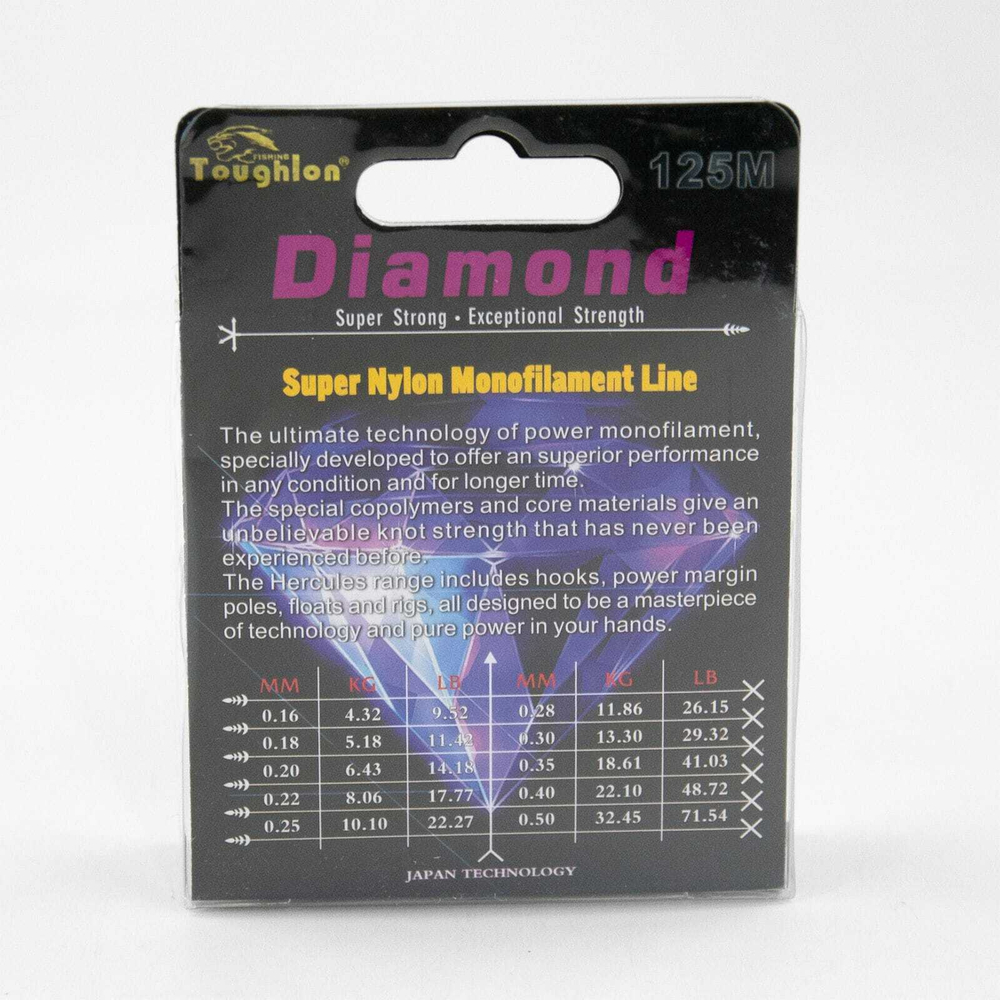 FISHING
Toughlon®
125M
Diamond
Super Strong • Exceptional Strength
Super Nylon Monofilament Line
The ultimate technology of power monofilament,
specially developed to offer an superior performance
in any condition and for longer time.
The special copolymers and core materials give an
unbelievable knot strength that has never been
experienced before.
The Hercules range includes hooks, power margin
poles, floats and rigs, all designed to be a masterpiece
of technology and pure power in your hands.
MM KG LB MM KG LB
0.16 4.32 9.52 0.28 11.86 26.15
0.18 5.18 11.42 0.30 13.30 29.32
0.20 6.43 14.18 0.35 18.61 41.03
0.22 8.06 17.77 0.40 22.10 48.72
0.25 10.10 22.27 0.50 32.45 71.54
JAPAN TECHNOLOGY